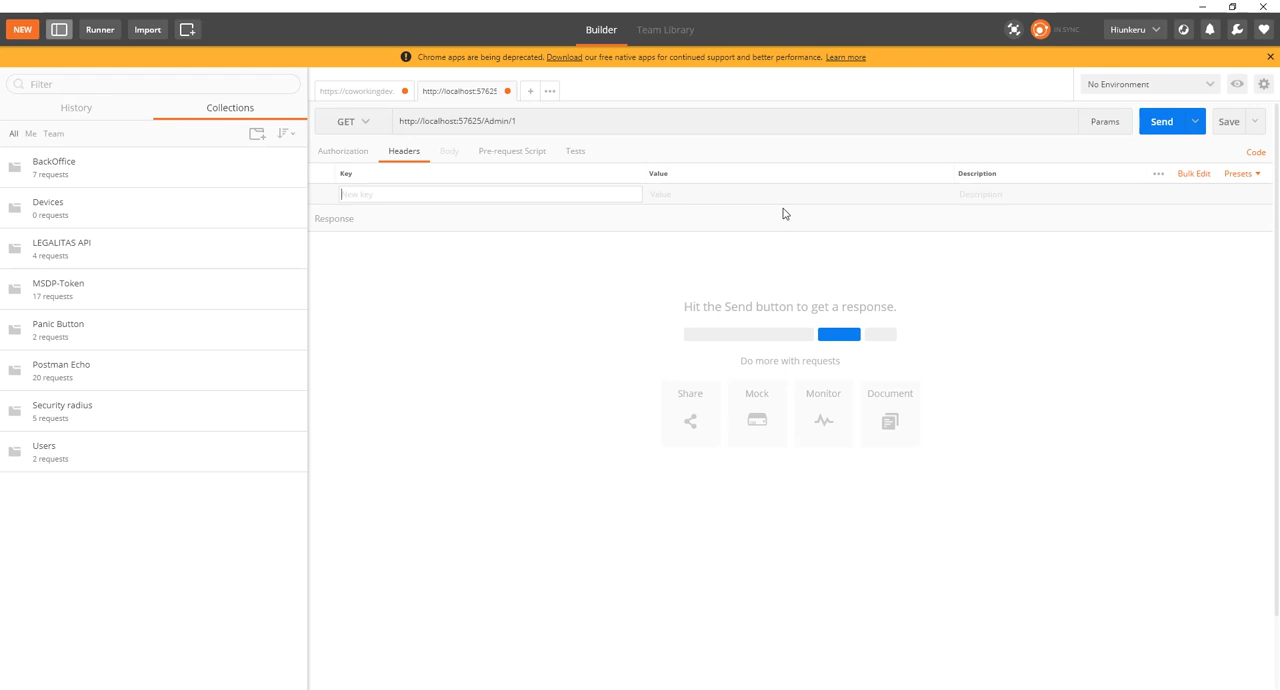 NEW Runner Import Builder Team Library IN SYNC Hiunkeru
Chrome apps are being deprecated. Download our free native apps for continued support and better performance. Learn more
Filter
History Collections
All Me Team
BackOffice
7 requests
Devices
0 requests
LEGALITAS API
4 requests
MSDP-Token
17 requests
Panic Button
2 requests
Postman Echo
20 requests
Security radius
5 requests
Users
2 requests
https://coworkingdev. http://localhost:57625 + ••• No Environment
GET http://localhost:57625/Admin/1 Params Send Save
Authorization Headers Body Pre-request Script Tests Code
Key Value Description ••• Bulk Edit Presets
New key Value Description
Response
Hit the Send button to get a response.
Do more with requests
Share Mock Monitor Document